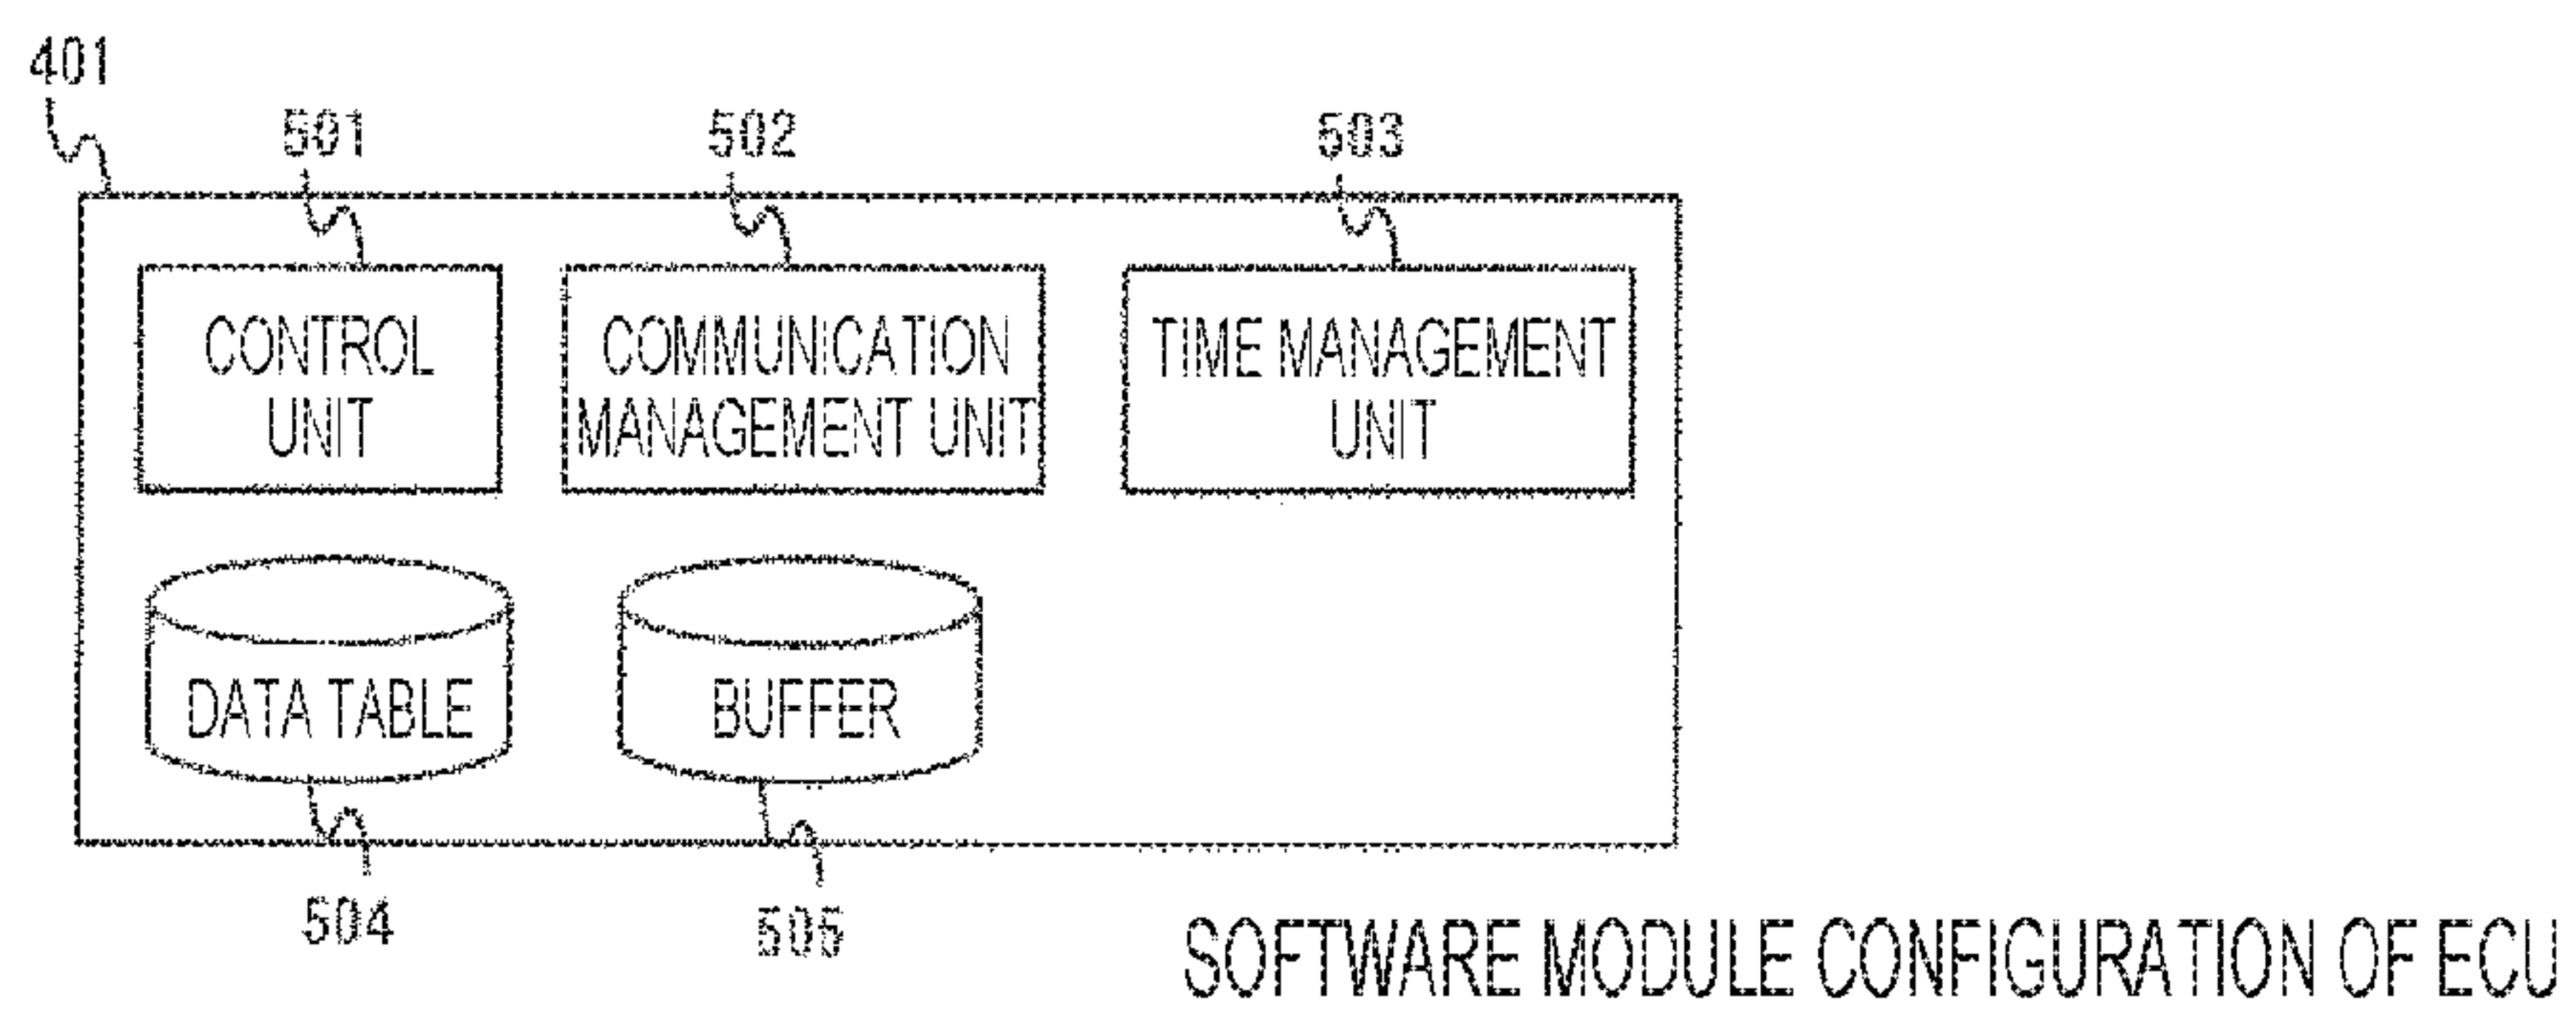 401
501 502 503
CONTROL
UNIT
COMMUNICATION
MANAGEMENT UNIT
TIME MANAGEMENT
UNIT
DATA TABLE
BUFFER
504 505
SOFTWARE MODULE CONFIGURATION OF ECU